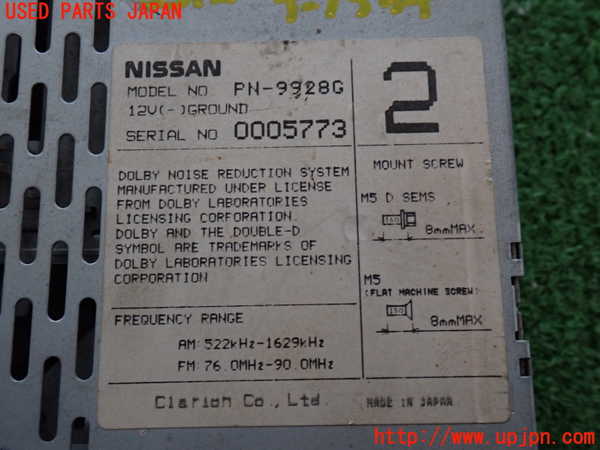 USED PARTS JAPAN
NISSAN
MODEL NO PN-9928G
12V(-)GROUND
SERIAL NO 0005773
2
DOLBY NOISE REDUCTION SYSTEM
MANUFACTURED UNDER LICENSE
FROM DOLBY LABORATORIES
LICENSING CORPORATION.
DOLBY AND THE DOUBLE-D
SYMBOL ARE TRADEMARKS OF
DOLBY LABORATORIES LICENSING
CORPORATION
FREQUENCY RANGE
AM:522kHz-1629kHz
FM:76.0MHz-90.0MHz
MOUNT SCREW
M5 D SEMS
8mmMAX
M5
(FLAT MACHINE SCREW)
8mmMAX
Clarion Co., Ltd.
MADE IN JAPAN
http://www.upjpn.com